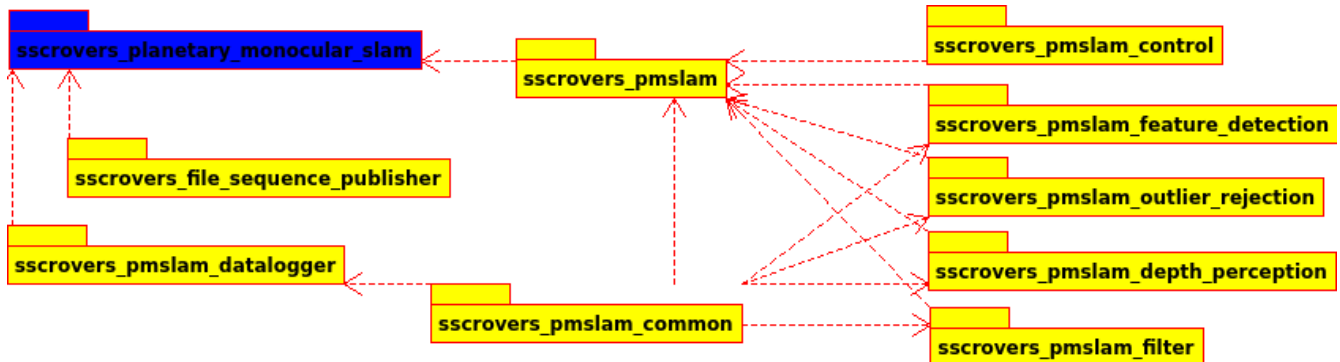 sscrovers_planetary_monocular_slam
sscrovers_pmslam_control
sscrovers_pmslam
sscrovers_pmslam_feature_detection
sscrovers_file_sequence_publisher
sscrovers_pmslam_outlier_rejection
sscrovers_pmslam_datalogger
sscrovers_pmslam_depth_perception
sscrovers_pmslam_common
sscrovers_pmslam_filter